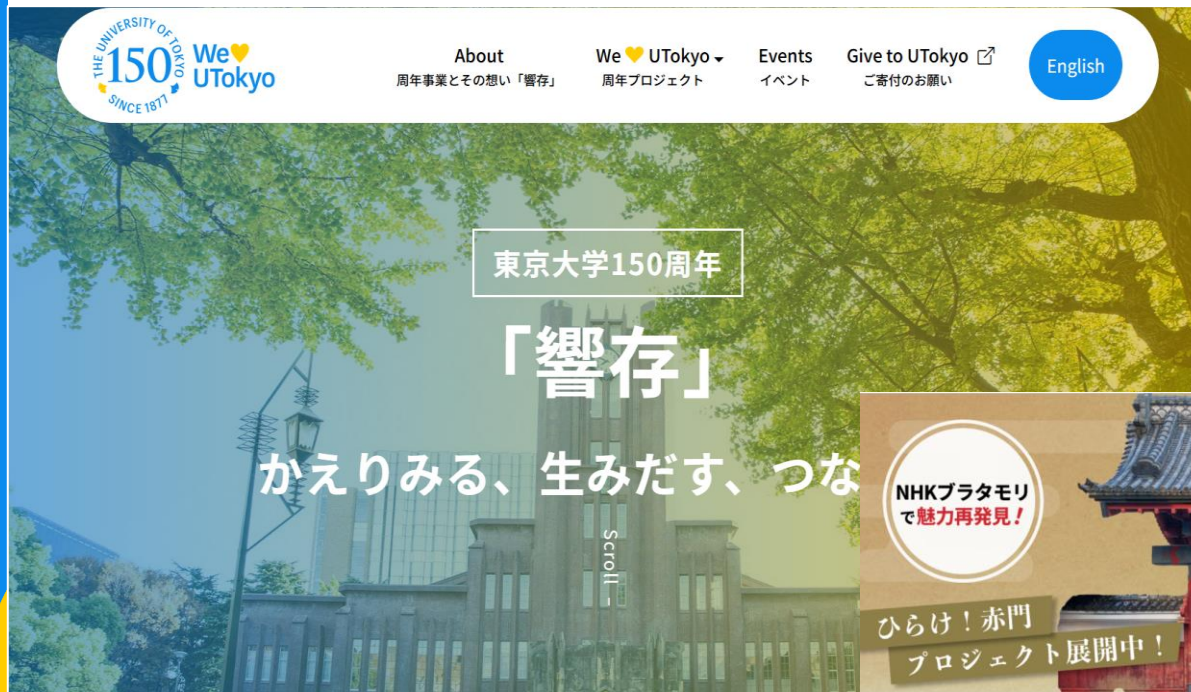 THE UNIVERSITY OF TOKYO
150
SINCE 1877
We
UTokyo
About
周年事業とその想い「響存」
We 💛 UTokyo
周年プロジェクト
Events
イベント
Give to UTokyo
ご寄付のお願い
English
東京大学150周年
「響存」
かえりみる、生みだす、つな
Scroll
NHKブラタモリ
で魅力再発見!
ひらけ!赤門
プロジェクト展開中!